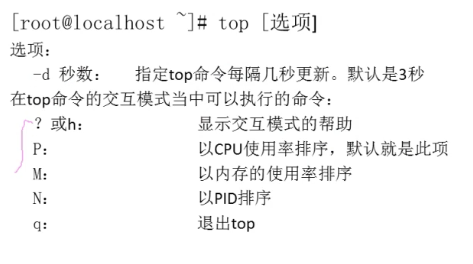 [root@localhost ~]# top [选项]
选项:
-d 秒数: 指定top命令每隔几秒更新。默认是3秒
在top命令的交互模式当中可以执行的命令:
? 或h: 显示交互模式的帮助
P: 以CPU使用率排序，默认就是此项
M: 以内存的使用率排序
N: 以PID排序
q: 退出top